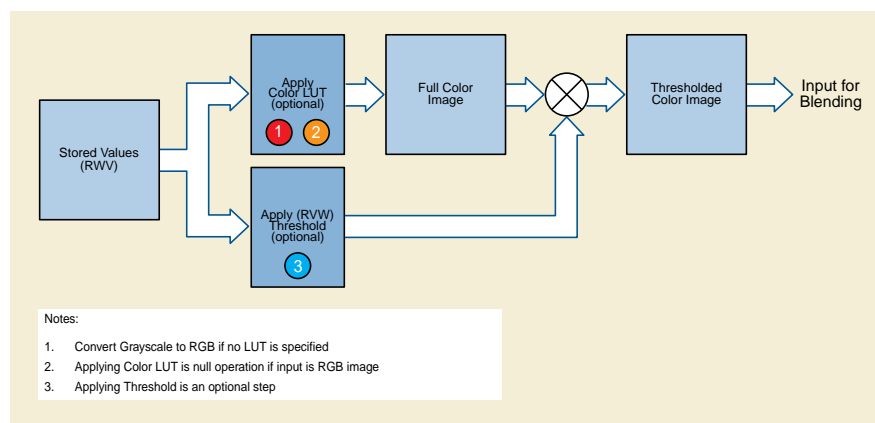 Stored Values
(RWV)
Apply
Color LUT
(optional)
1
2
Full Color
Image
Thresholded
Color Image
Input for
Blending
Apply (RVW)
Threshold
(optional)
3
Notes:
1. Convert Grayscale to RGB if no LUT is specified
2. Applying Color LUT is null operation if input is RGB image
3. Applying Threshold is an optional step